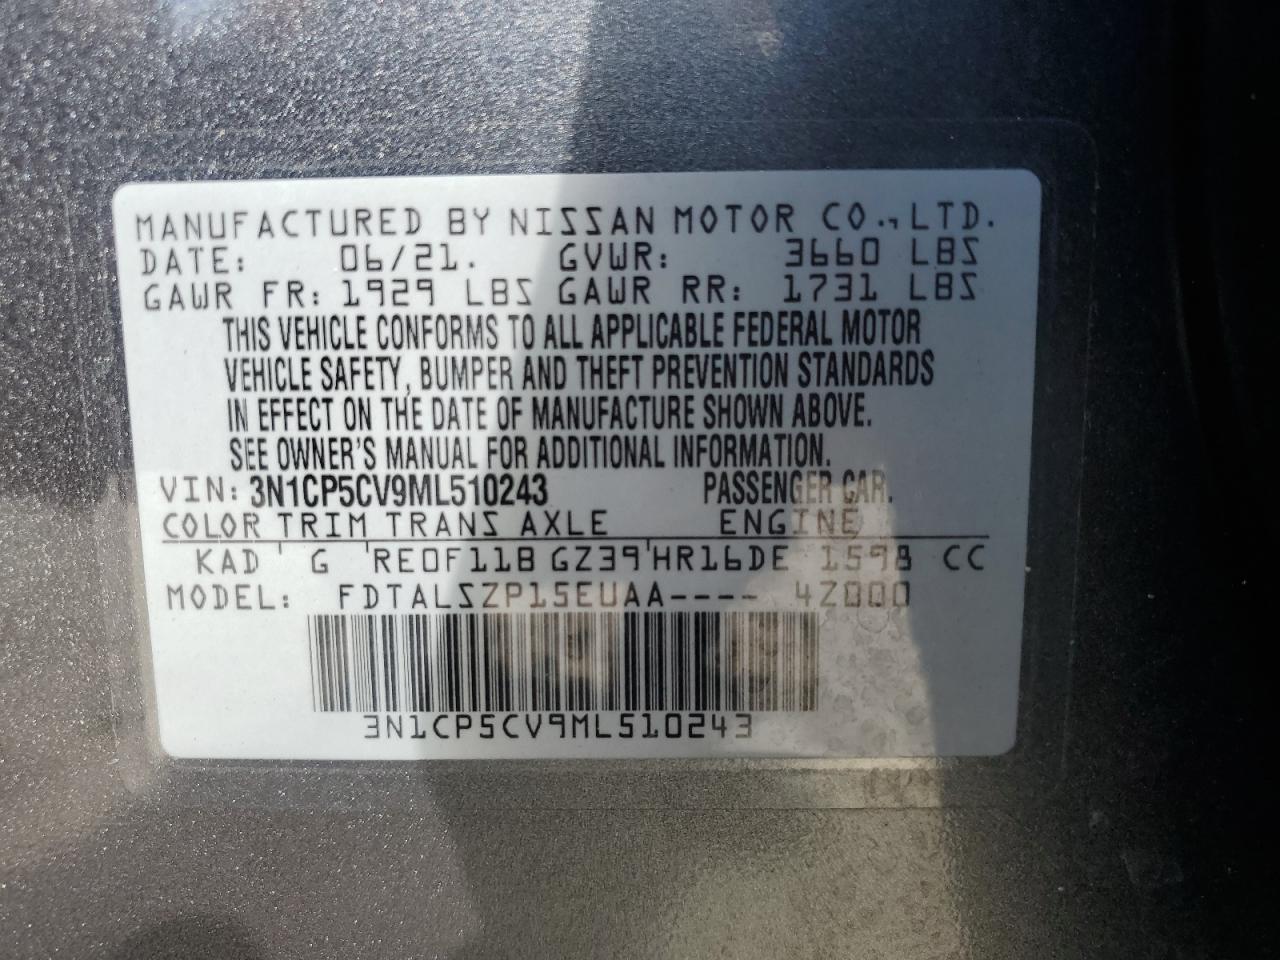 MANUFACTURED BY NISSAN MOTOR CO., LTD.
DATE: 06/21. GVWR: 3660 LBS
GAWR FR: 1929 LBS GAWR RR: 1731 LBS
THIS VEHICLE CONFORMS TO ALL APPLICABLE FEDERAL MOTOR
VEHICLE SAFETY, BUMPER AND THEFT PREVENTION STANDARDS
IN EFFECT ON THE DATE OF MANUFACTURE SHOWN ABOVE.
SEE OWNER'S MANUAL FOR ADDITIONAL INFORMATION.
VIN: 3N1CP5CV9ML510243 PASSENGER CAR.
COLOR TRIM TRANS AXLE ENGINE
KAD ' G ' RE0F11B GZ39 ' HR16DE 1598 CC
MODEL: FDTALSZP15EUAA---- 4Z000
3N1CP5CV9ML510243